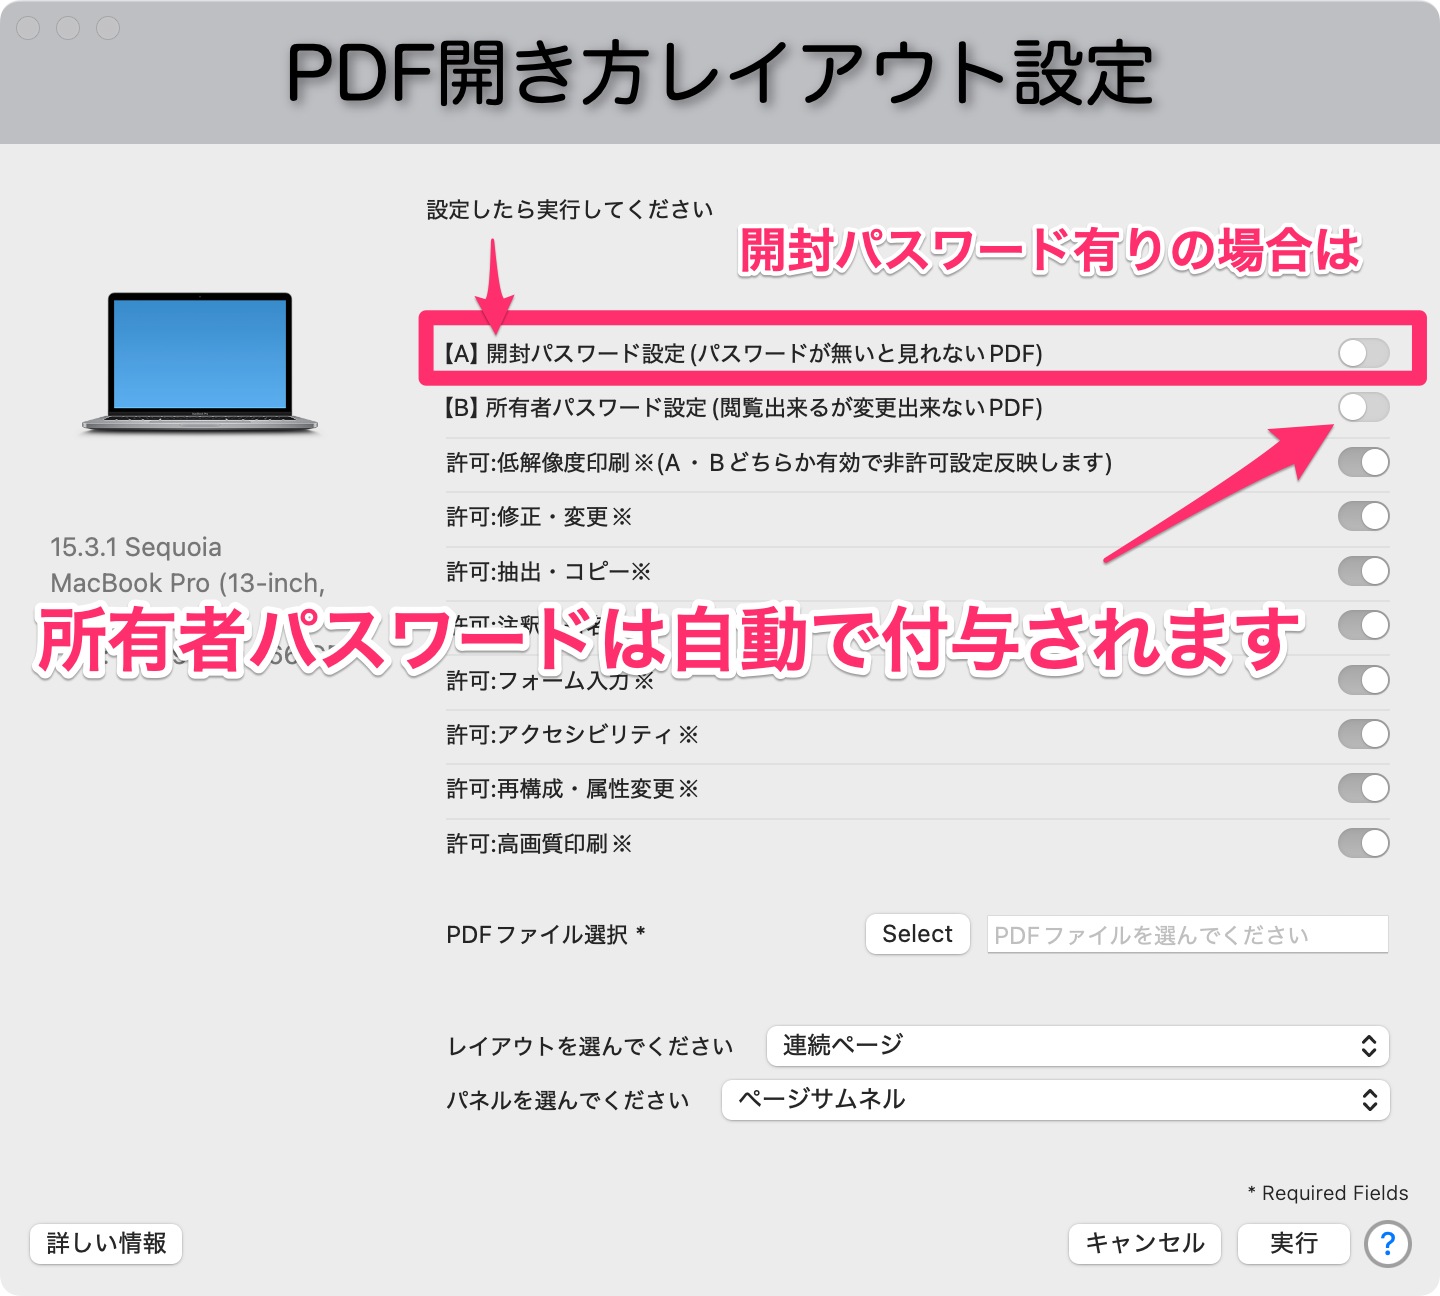 PDF開き方レイアウト設定
設定したら実行してください
開封パスワード有りの場合は
【A】開封パスワード設定(パスワードが無いと見れないPDF)
【B】所有者パスワード設定(閲覧出来るが変更出来ないPDF)
許可:低解像度印刷※(A・Bどちらか有効で非許可設定反映します)
許可:修正・変更※
15.3.1 Sequoia
許可:抽出・コピー※
MacBook Pro (13-inch,
所有者パスワードは自動で付与されます
許可:注釈
許可:フォーム入力※
許可:アクセシビリティ※
許可:再構成・属性変更※
許可:高画質印刷※
PDFファイル選択 *
Select
PDFファイルを選んでください
レイアウトを選んでください
連続ページ
パネルを選んでください
ページサムネル
* Required Fields
詳しい情報
キャンセル
実行
?